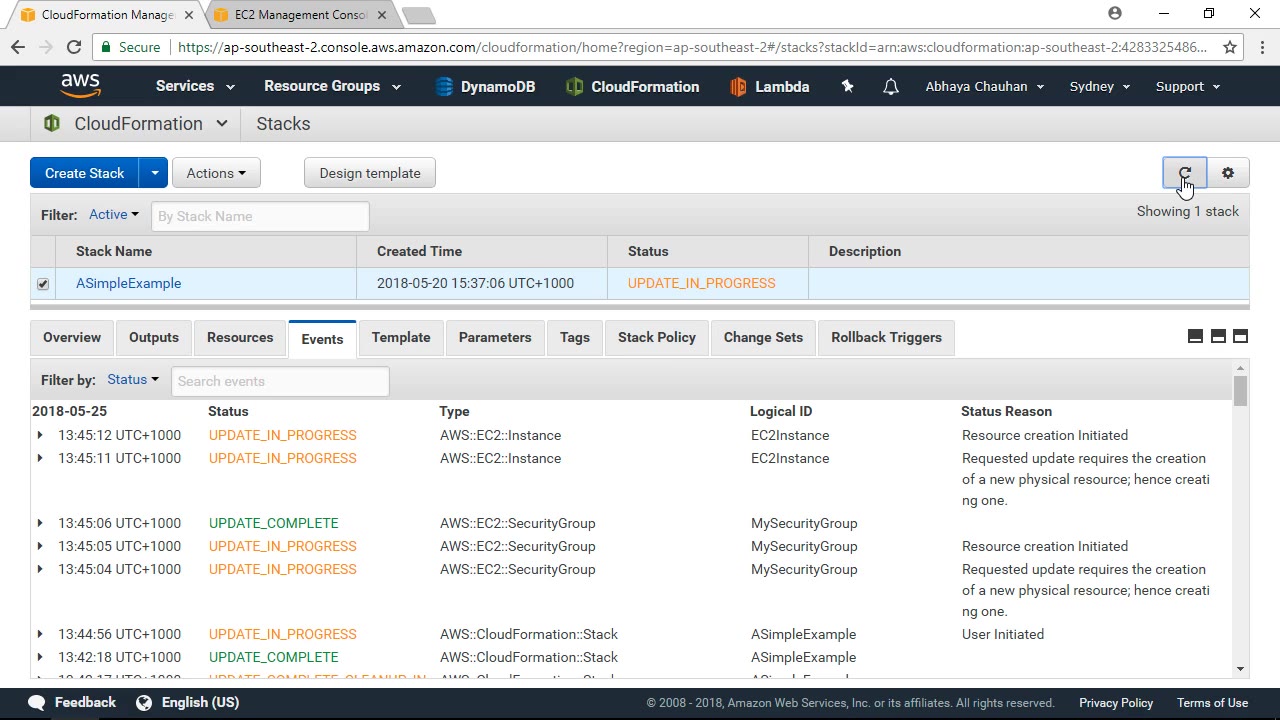 CloudFormation Manage
EC2 Management Conso
Secure https://ap-southeast-2.console.aws.amazon.com/cloudformation/home?region=ap-southeast-2#/stacks?stackId=arn:aws:cloudformation:ap-southeast-2:4283325486...
aws Services Resource Groups DynamoDB CloudFormation Lambda Abhaya Chauhan Sydney Support
CloudFormation Stacks
Create Stack Actions Design template
Filter: Active By Stack Name Showing 1 stack
Stack Name Created Time Status Description
ASimpleExample 2018-05-20 15:37:06 UTC+1000 UPDATE_IN_PROGRESS
Overview Outputs Resources Events Template Parameters Tags Stack Policy Change Sets Rollback Triggers
Filter by: Status Search events
2018-05-25 Status Type Logical ID Status Reason
13:45:12 UTC+1000 UPDATE_IN_PROGRESS AWS::EC2::Instance EC2Instance Resource creation Initiated
13:45:11 UTC+1000 UPDATE_IN_PROGRESS AWS::EC2::Instance EC2Instance Requested update requires the creation
of a new physical resource; hence creati
ng one.
13:45:06 UTC+1000 UPDATE_COMPLETE AWS::EC2::SecurityGroup MySecurityGroup
13:45:05 UTC+1000 UPDATE_IN_PROGRESS AWS::EC2::SecurityGroup MySecurityGroup Resource creation Initiated
13:45:04 UTC+1000 UPDATE_IN_PROGRESS AWS::EC2::SecurityGroup MySecurityGroup Requested update requires the creation
of a new physical resource; hence creati
ng one.
13:44:56 UTC+1000 UPDATE_IN_PROGRESS AWS::CloudFormation::Stack ASimpleExample User Initiated
13:42:18 UTC+1000 UPDATE_COMPLETE AWS::CloudFormation::Stack ASimpleExample
Feedback English (US) © 2008 - 2018, Amazon Web Services, Inc. or its affiliates. All rights reserved. Privacy Policy Terms of Use